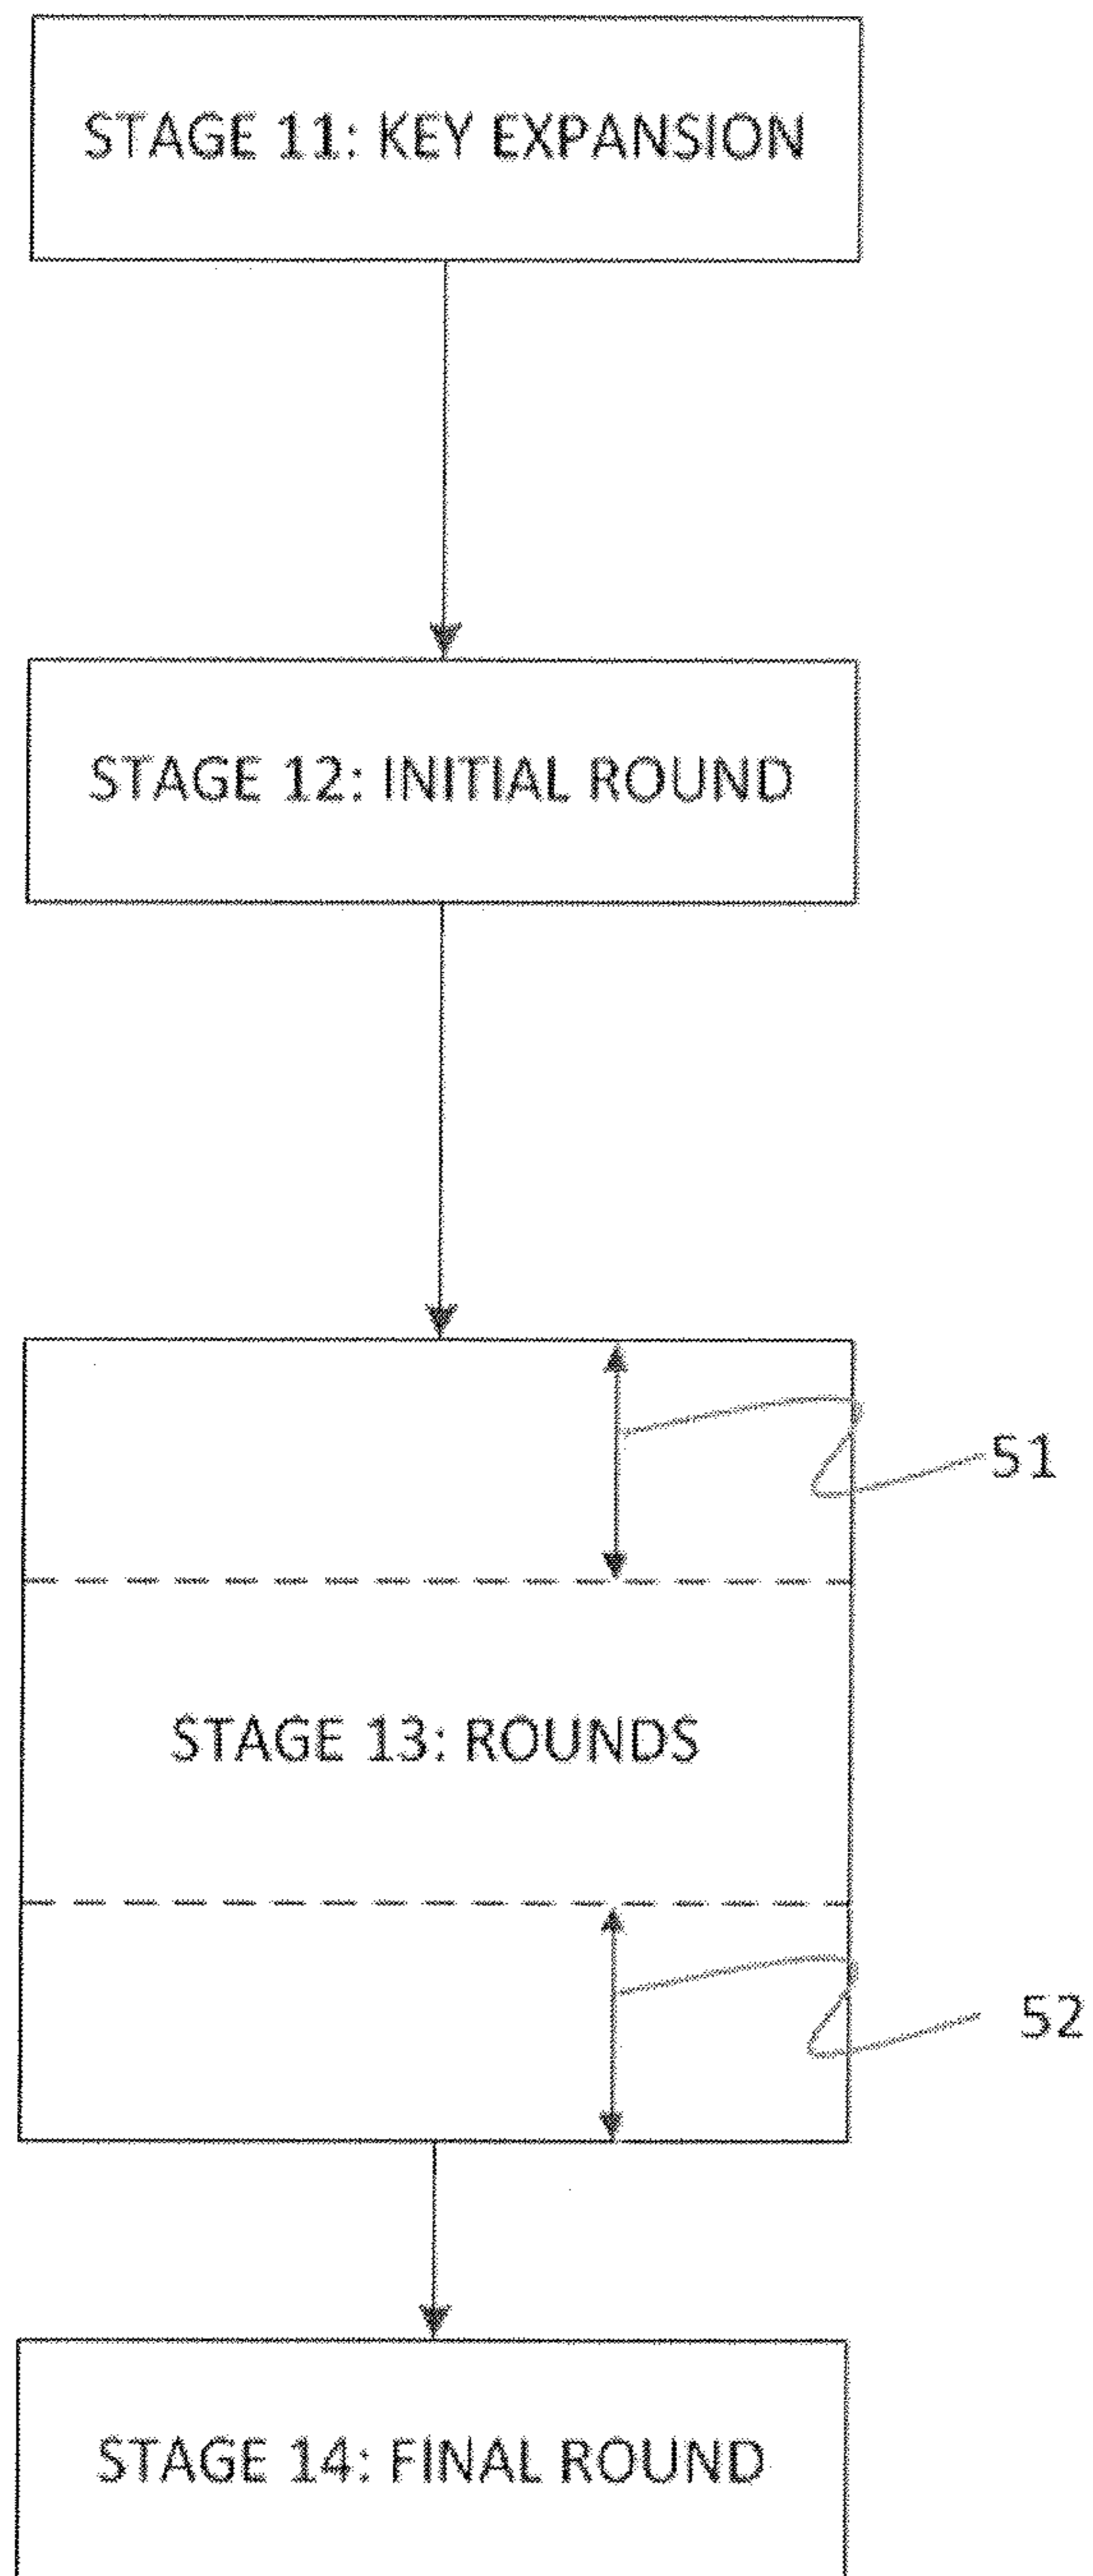 STAGE 11: KEY EXPANSION
STAGE 12: INITIAL ROUND
51
STAGE 13: ROUNDS
52
STAGE 14: FINAL ROUND